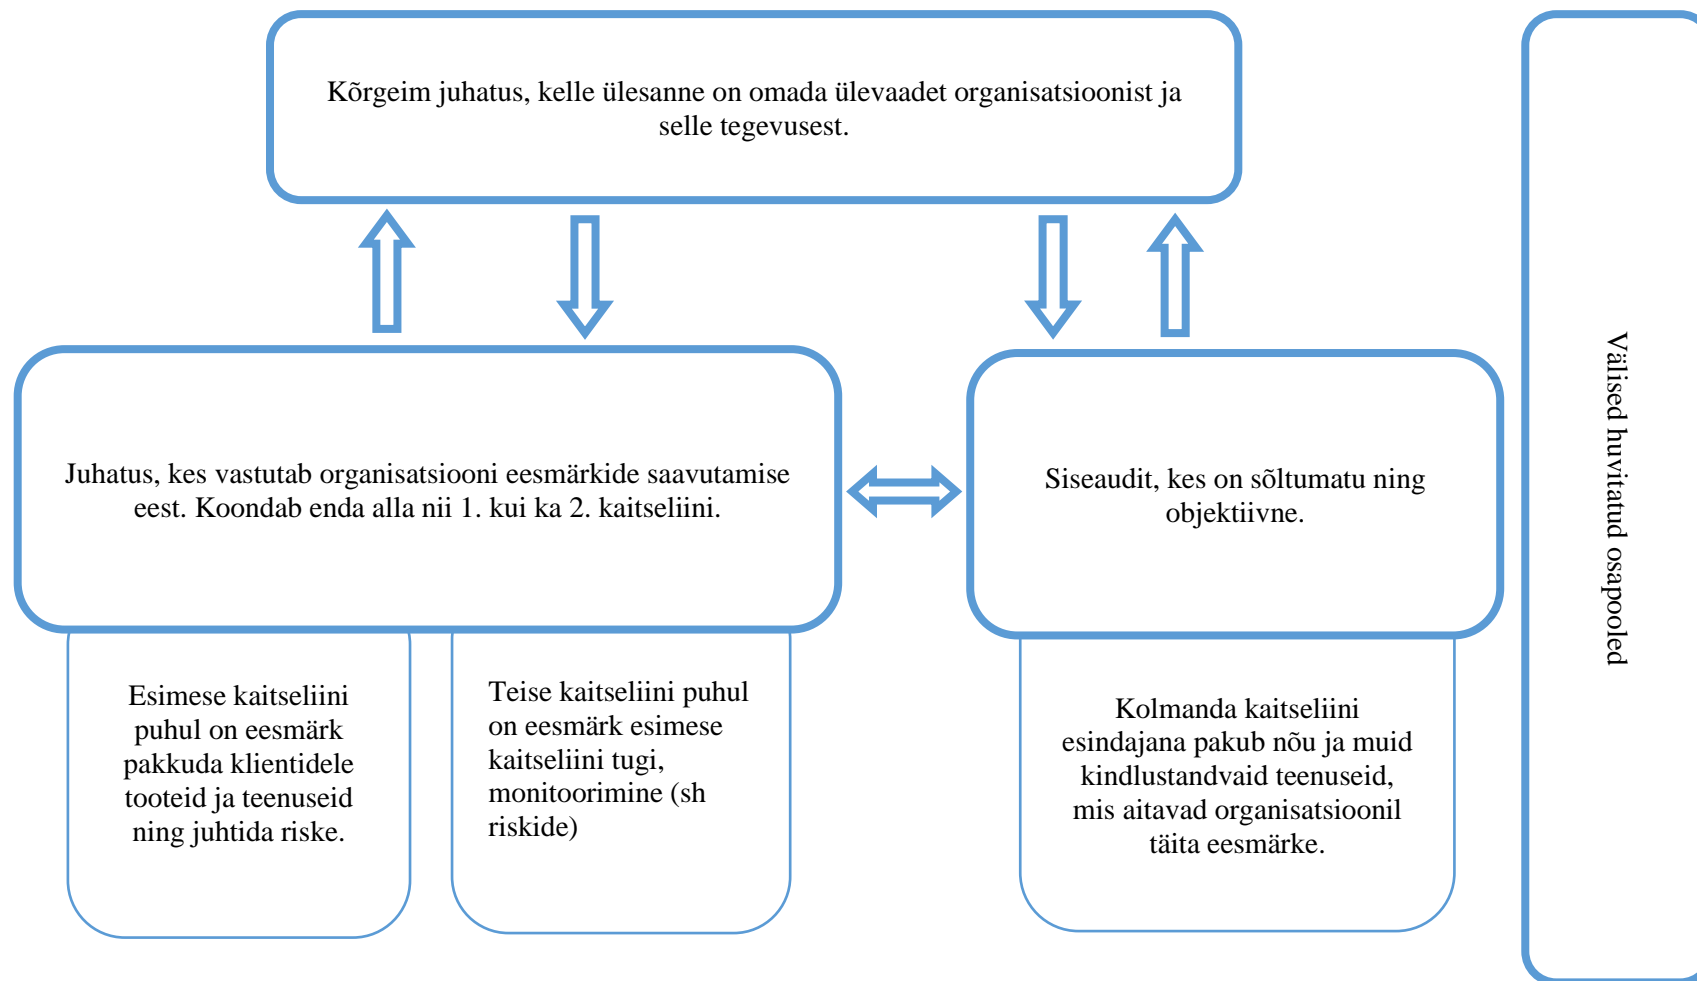 Kõrgeim juhatus, kelle ülesanne on omada ülevaadet organisatsioonist ja
selle tegevusest.
Juhatus, kes vastutab organisatsiooni eesmärkide saavutamise
eest. Koondab enda alla nii 1. kui ka 2. kaitseliini.
Siseaudit, kes on sõltumatu ning
objektiivne.
Esimese kaitseliini
puhul on eesmärk
pakkuda klientidele
tooteid ja teenuseid
ning juhtida riske.
Teise kaitseliini puhul
on eesmärk esimese
kaitseliini tugi,
monitoorimine (sh
riskide)
Kolmanda kaitseliini
esindajana pakub nõu ja muid
kindlustandvaid teenuseid,
mis aitavad organisatsioonil
täita eesmärke.
Välised huvitatud osapooled